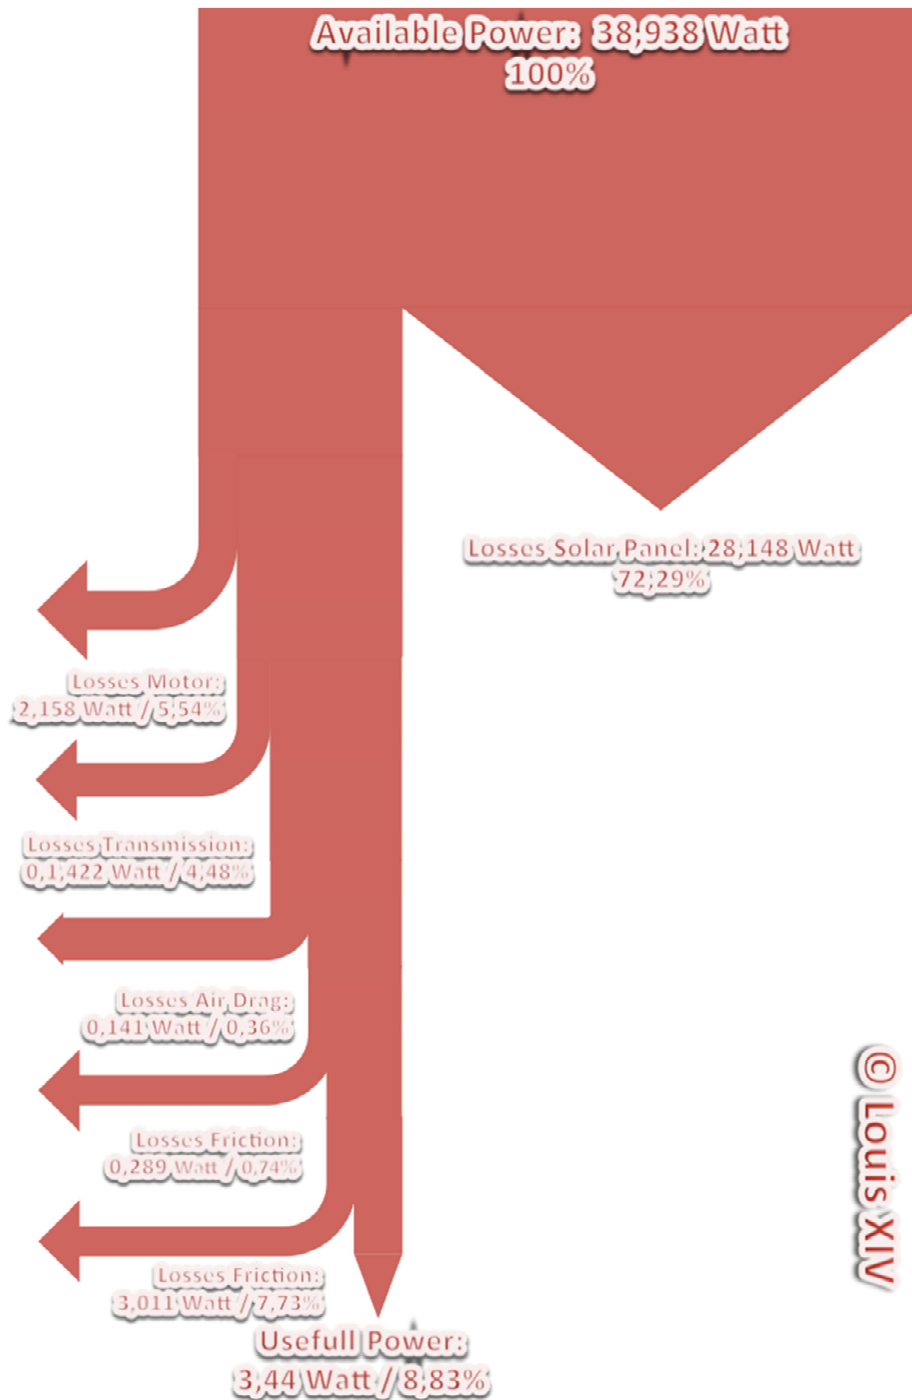 Available Power: 38,938 Watt
100%
Losses Solar Panel: 28,148 Watt
72,29%
Losses Motor:
2,158 Watt / 5,54%
Losses Transmission:
0,1,422 Watt / 4,48%
Losses Air Drag:
0,141 Watt / 0,36%
Losses Friction:
0,289 Watt / 0,74%
Losses Friction:
3,011 Watt / 7,73%
Usefull Power:
3,44 Watt / 8,83%
© Louis XIV